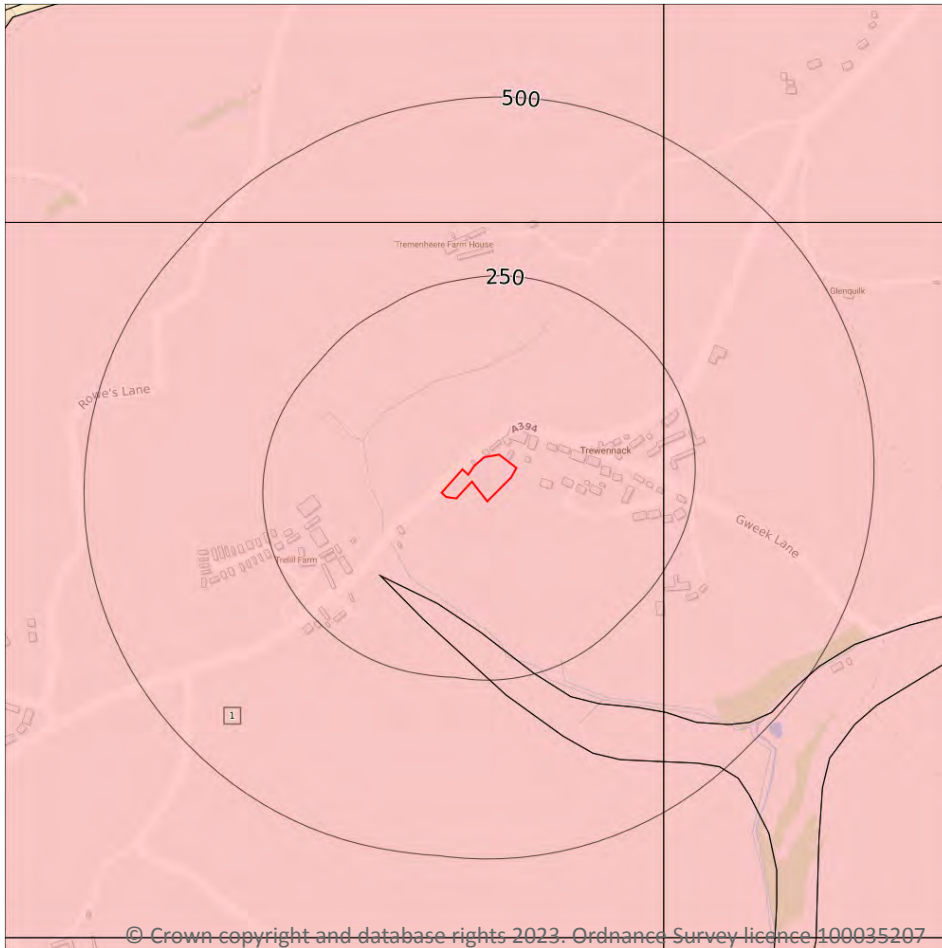 500
Tremenheere Farm House
250
Glenquilk
Rowe's Lane
A394
Trewennack
Gweek Lane
Trelill Farm
1
© Crown copyright and database rights 2023. Ordnance Survey licence 100035207